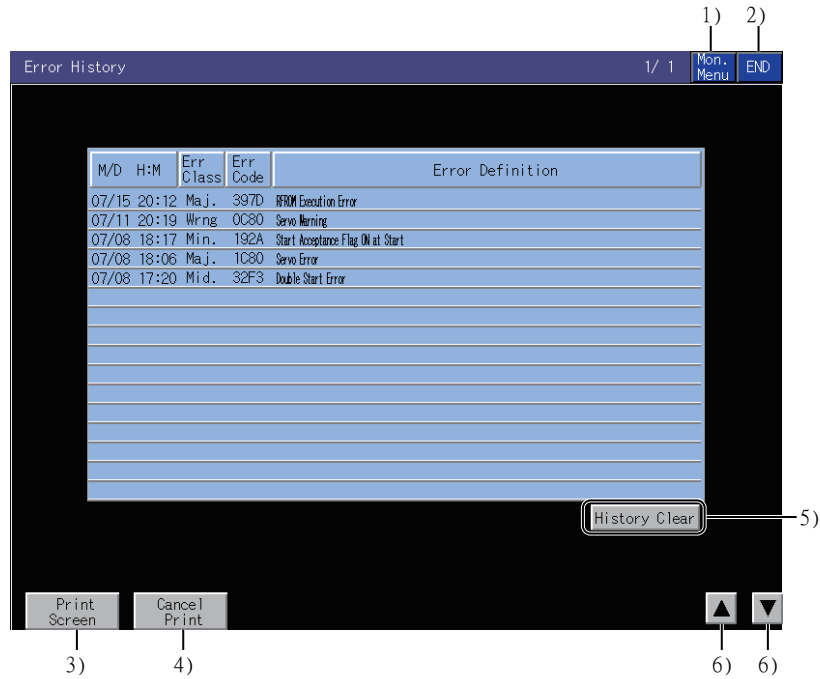 1) 2)
Error History 1/ 1 Mon. Menu END
M/D H:M Err Class Err Code Error Definition
07/15 20:12 Maj. 397D RFROM Execution Error
07/11 20:19 Wrng 0C80 Servo Warning
07/08 18:17 Min. 192A Start Acceptance Flag ON at Start
07/08 18:06 Maj. 1C80 Servo Error
07/08 17:20 Mid. 32F3 Double Start Error
History Clear 5)
Print Screen Cancel Print ▲ ▼
3) 4) 6) 6)